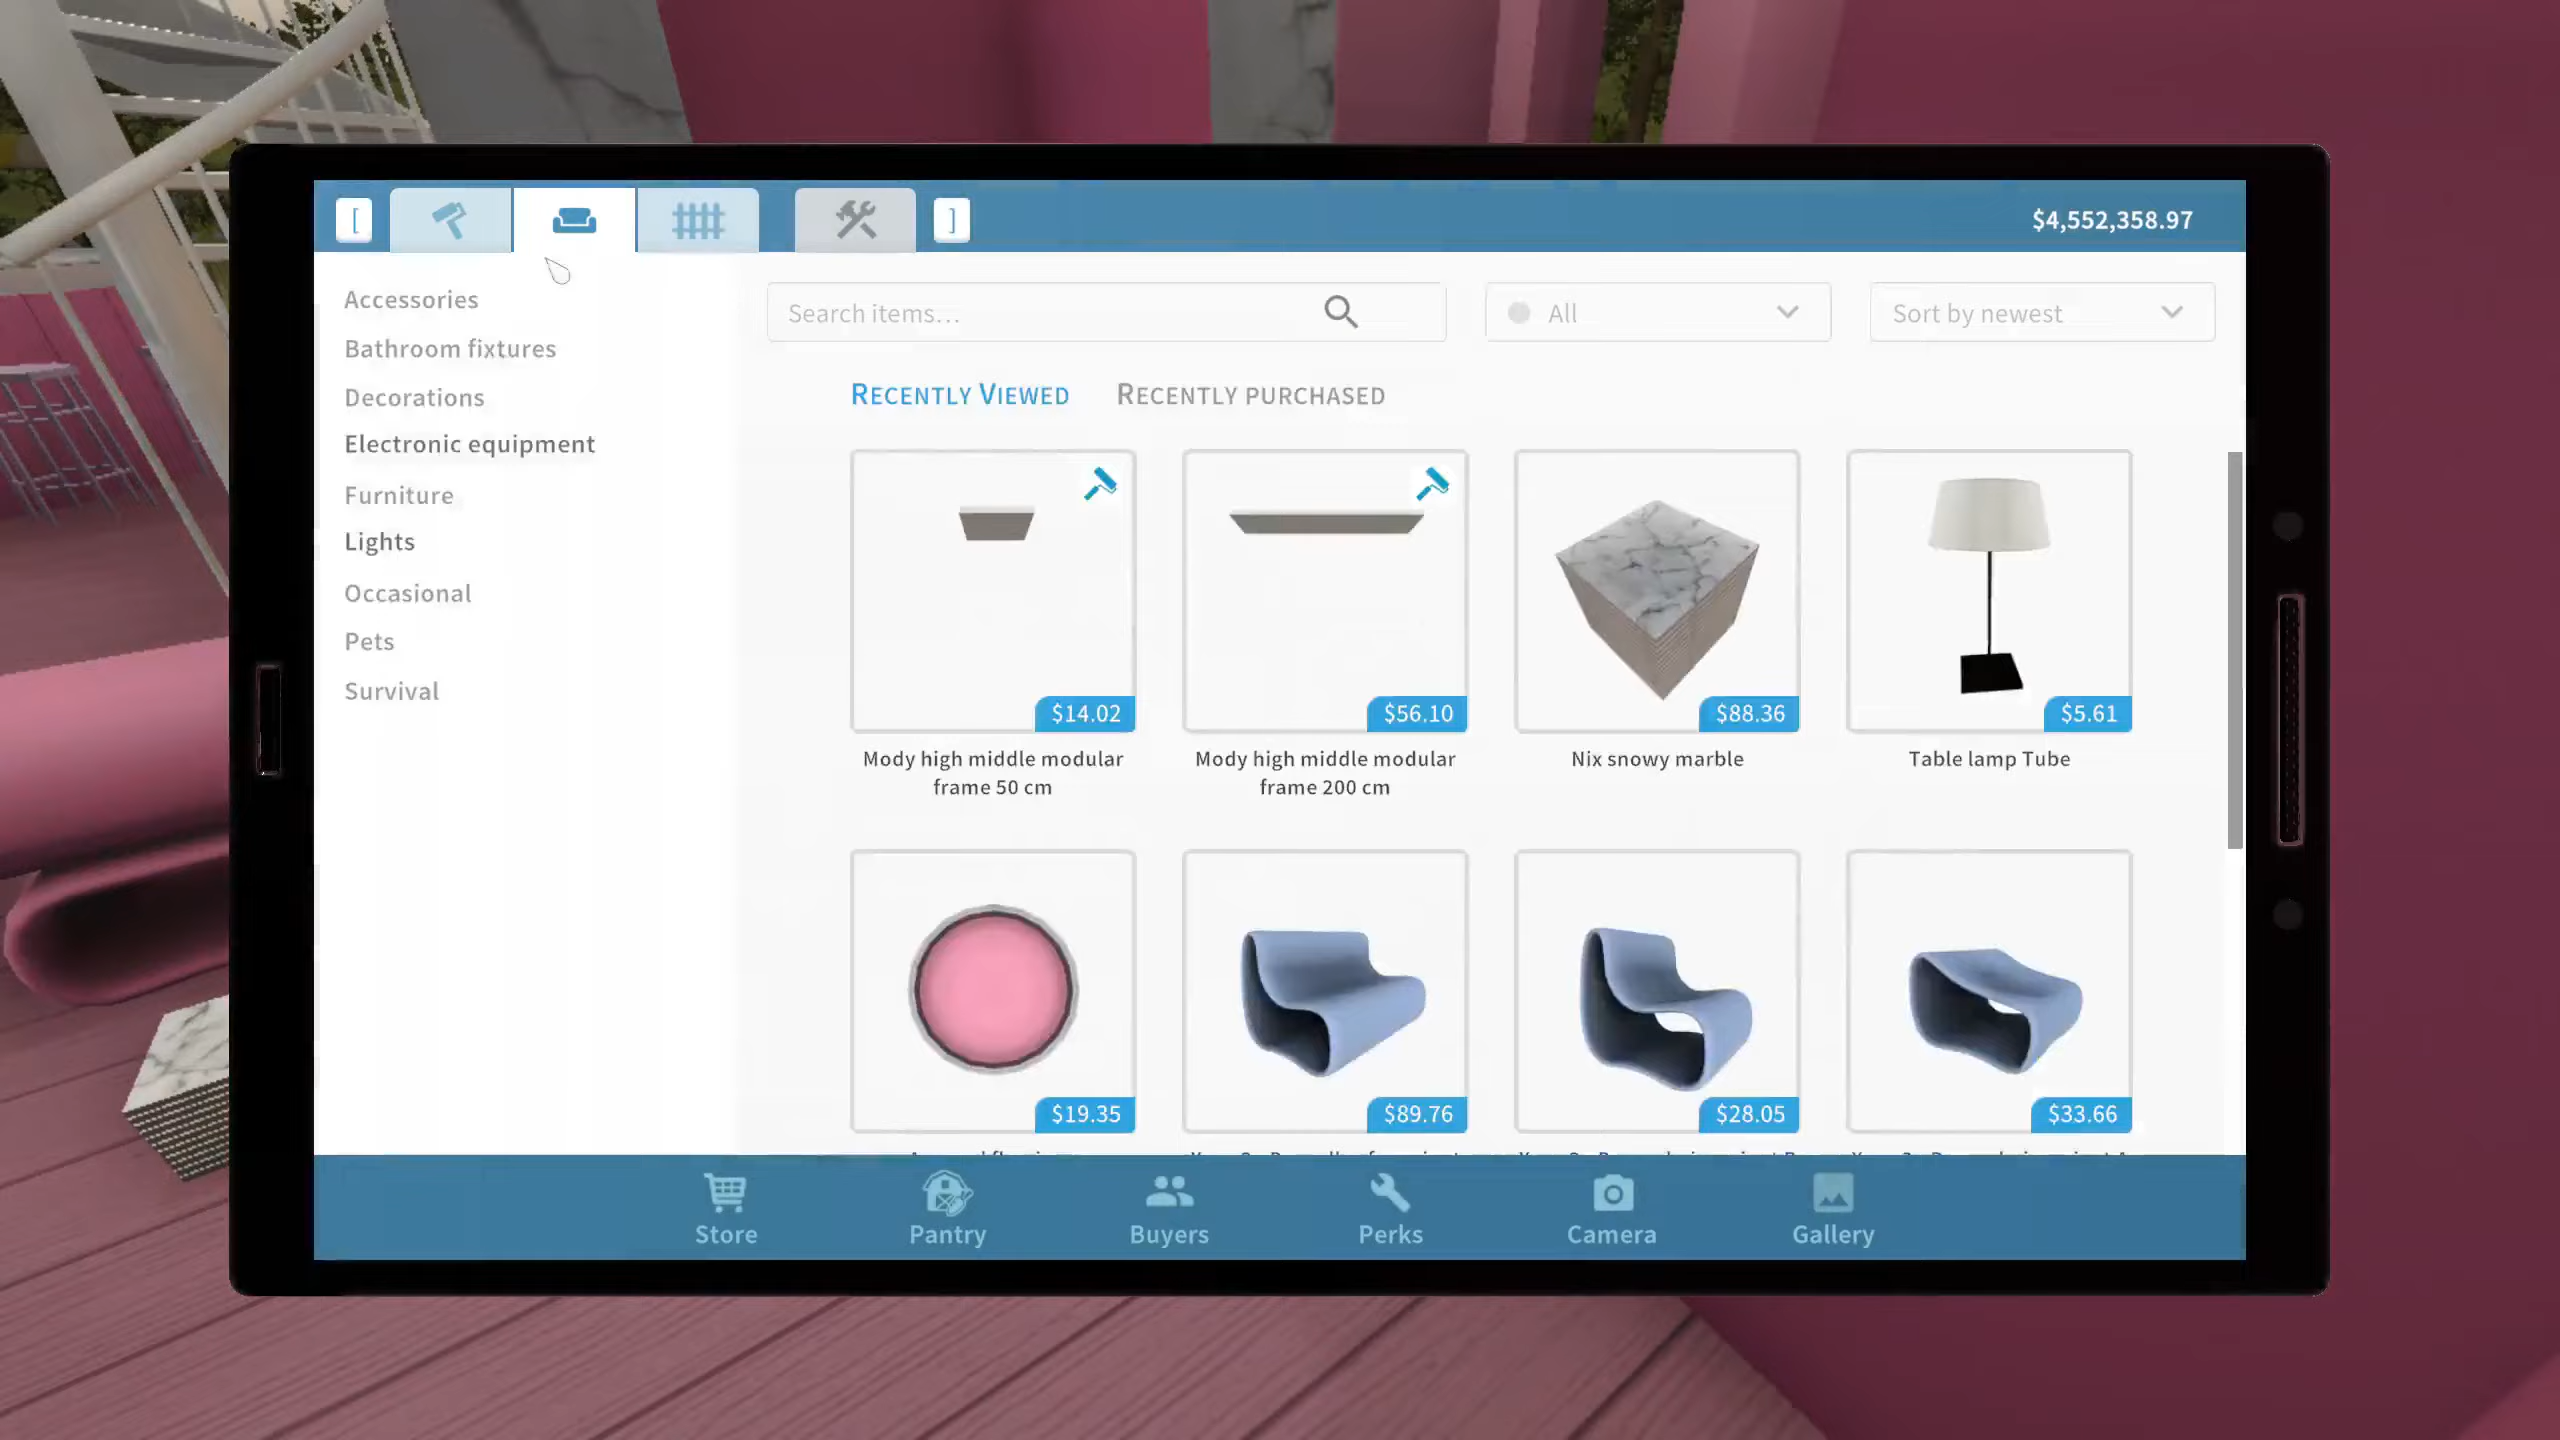 [
]
$4,552,358.97
Accessories
Bathroom fixtures
Decorations
Electronic equipment
Furniture
Lights
Occasional
Pets
Survival
Search items...
All
Sort by newest
Recently Viewed
Recently purchased
$14.02
$56.10
$88.36
$5.61
Mody high middle modular
frame 50 cm
Mody high middle modular
frame 200 cm
Nix snowy marble
Table lamp Tube
$19.35
$89.76
$28.05
$33.66
Store
Pantry
Buyers
Perks
Camera
Gallery